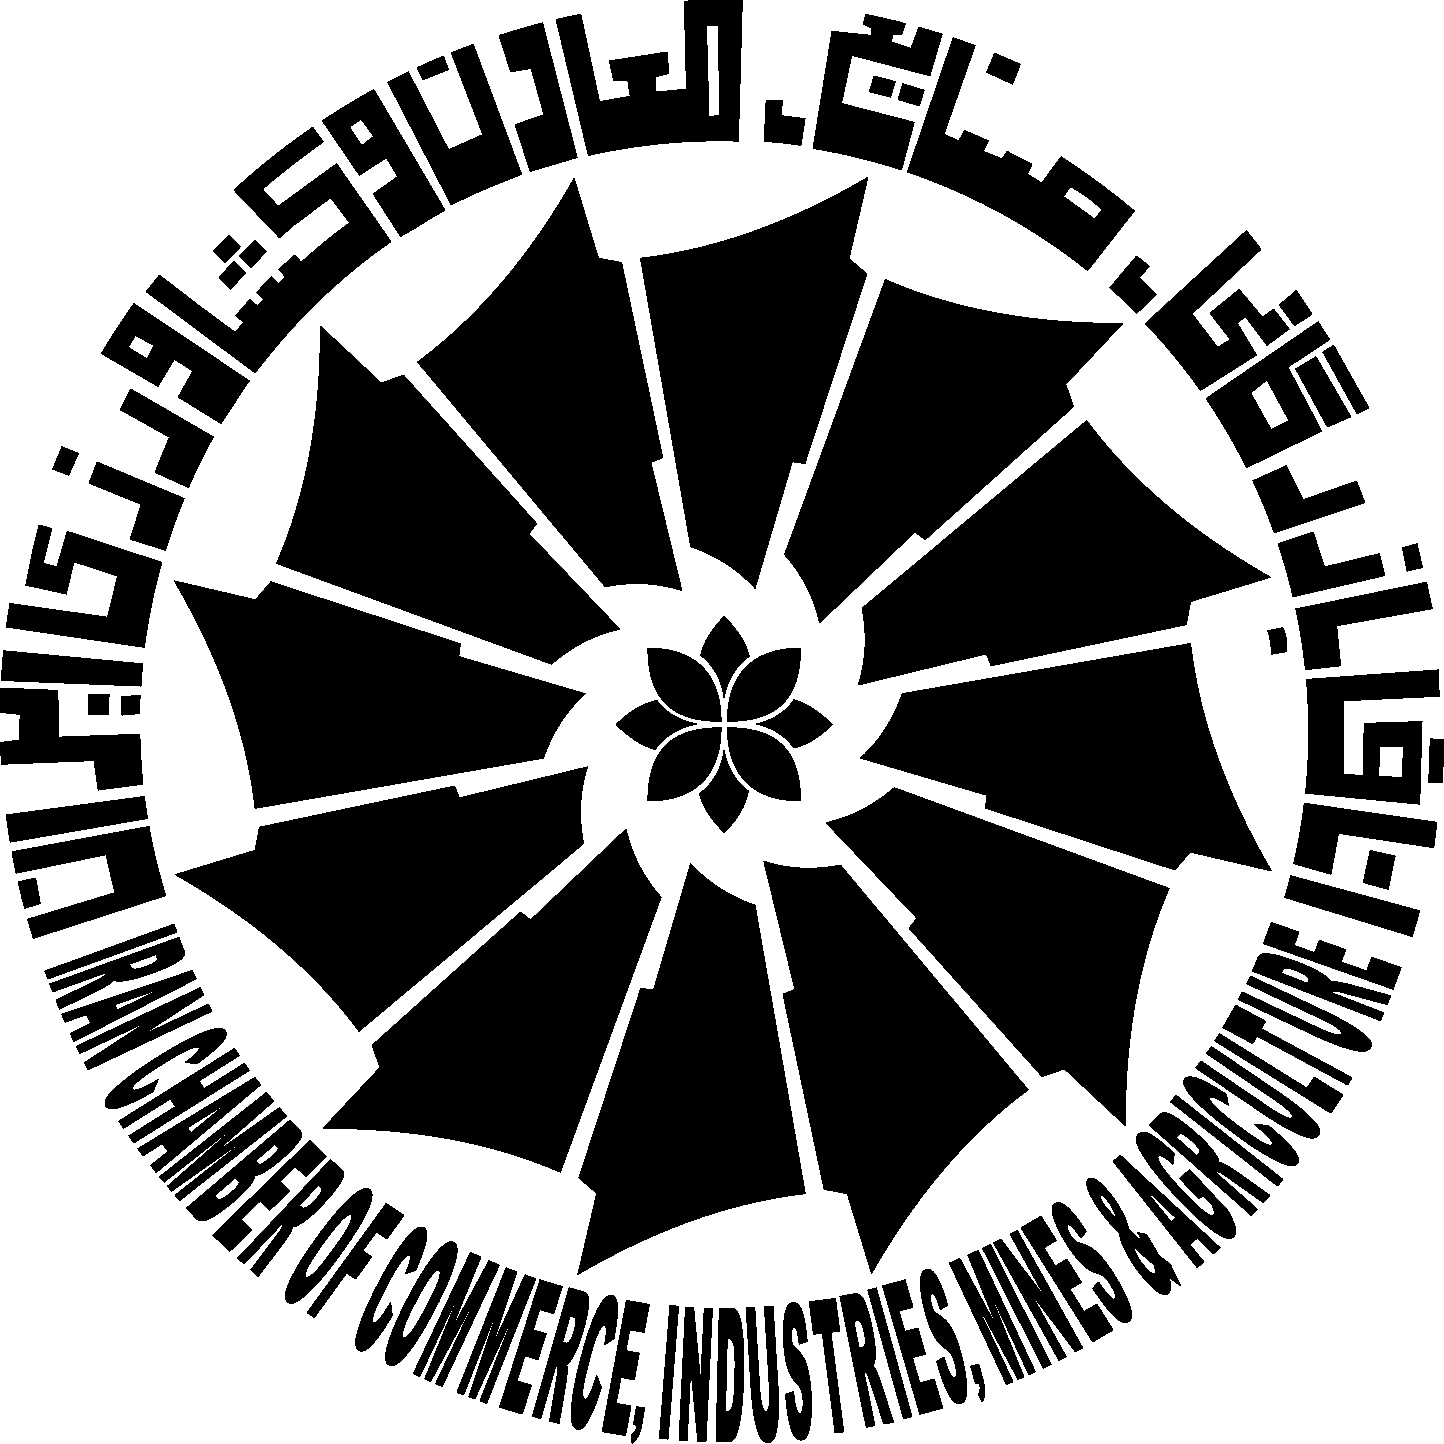 اتاق بازرگانی، صنایع، معادن و کشاورزی ایران
IRAN CHAMBER OF COMMERCE, INDUSTRIES, MINES & AGRICULTURE